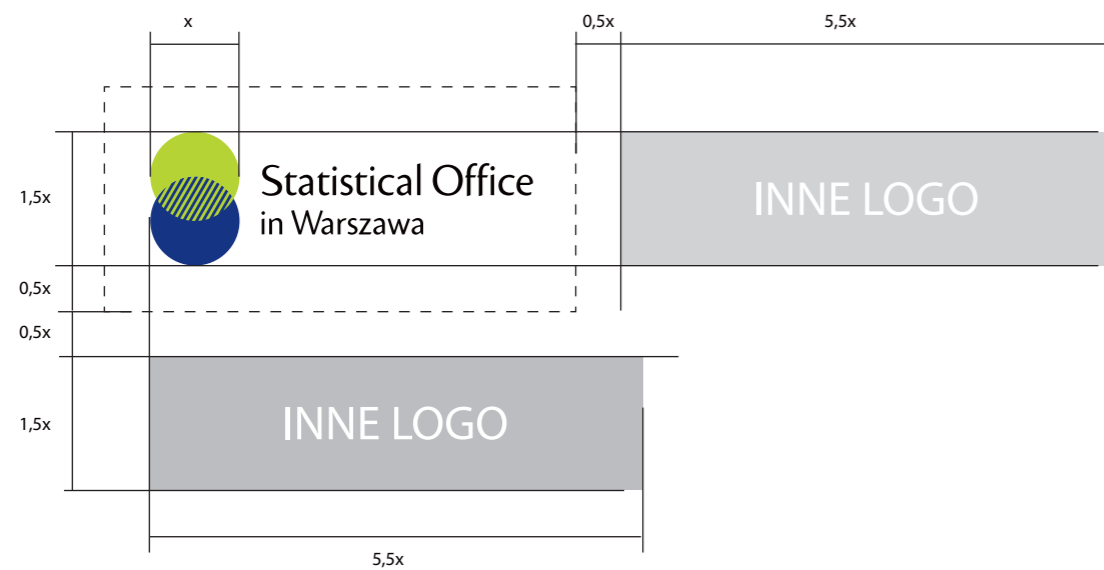 x
0,5x
5,5x
1,5x
Statistical Office
in Warszawa
INNE LOGO
0,5x
0,5x
1,5x
INNE LOGO
5,5x